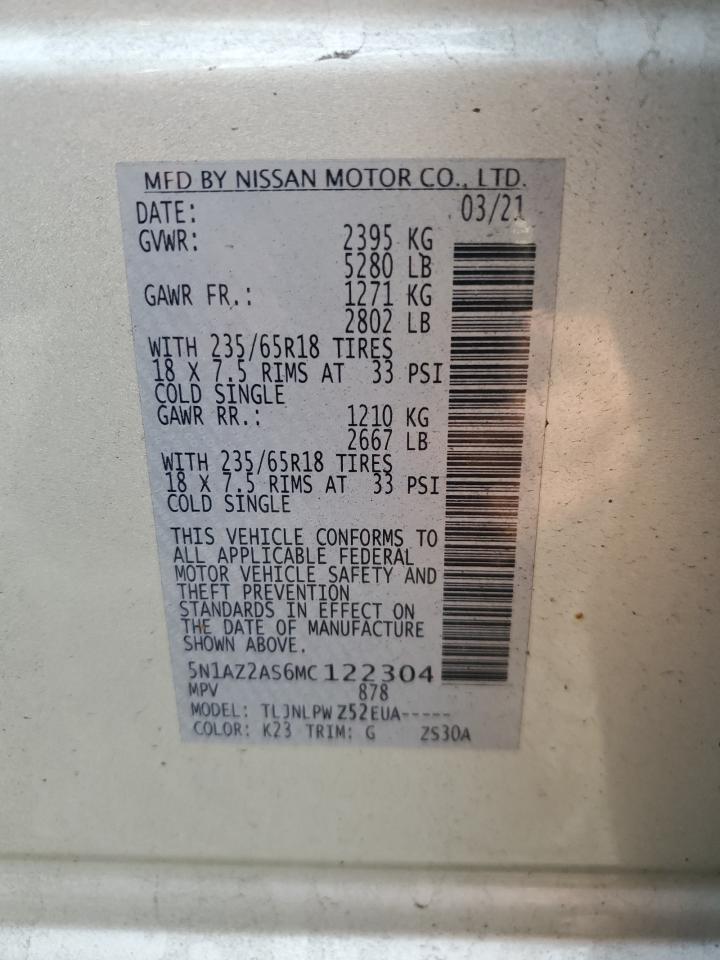 MFD BY NISSAN MOTOR CO., LTD.
DATE: 03/21
GVWR: 2395 KG
5280 LB
GAWR FR.: 1271 KG
2802 LB
WITH 235/65R18 TIRES
18 X 7.5 RIMS AT 33 PSI
COLD SINGLE
GAWR RR.: 1210 KG
2667 LB
WITH 235/65R18 TIRES
18 X 7.5 RIMS AT 33 PSI
COLD SINGLE
THIS VEHICLE CONFORMS TO
ALL APPLICABLE FEDERAL
MOTOR VEHICLE SAFETY AND
THEFT PREVENTION
STANDARDS IN EFFECT ON
THE DATE OF MANUFACTURE
SHOWN ABOVE.
5N1AZ2AS6MC122304
MPV 878
MODEL: TLJNLPWZ52EUA-----
COLOR: K23 TRIM: G ZS30A